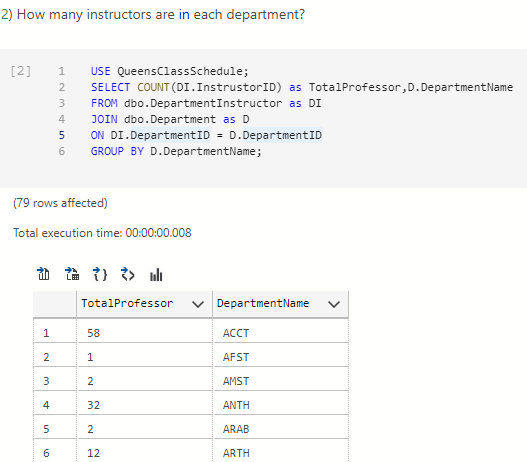 2) How many instructors are in each department?
[2]
1 USE QueensClassSchedule;
2 SELECT COUNT(DI.InstrustorID) as TotalProfessor,D.DepartmentName
3 FROM dbo.DepartmentInstructor as DI
4 JOIN dbo.Department as D
5 ON DI.DepartmentID = D.DepartmentID
6 GROUP BY D.DepartmentName;
(79 rows affected)
Total execution time: 00:00:00.008
TotalProfessor DepartmentName
1 58 ACCT
2 1 AFST
3 2 AMST
4 32 ANTH
5 2 ARAB
6 12 ARTH